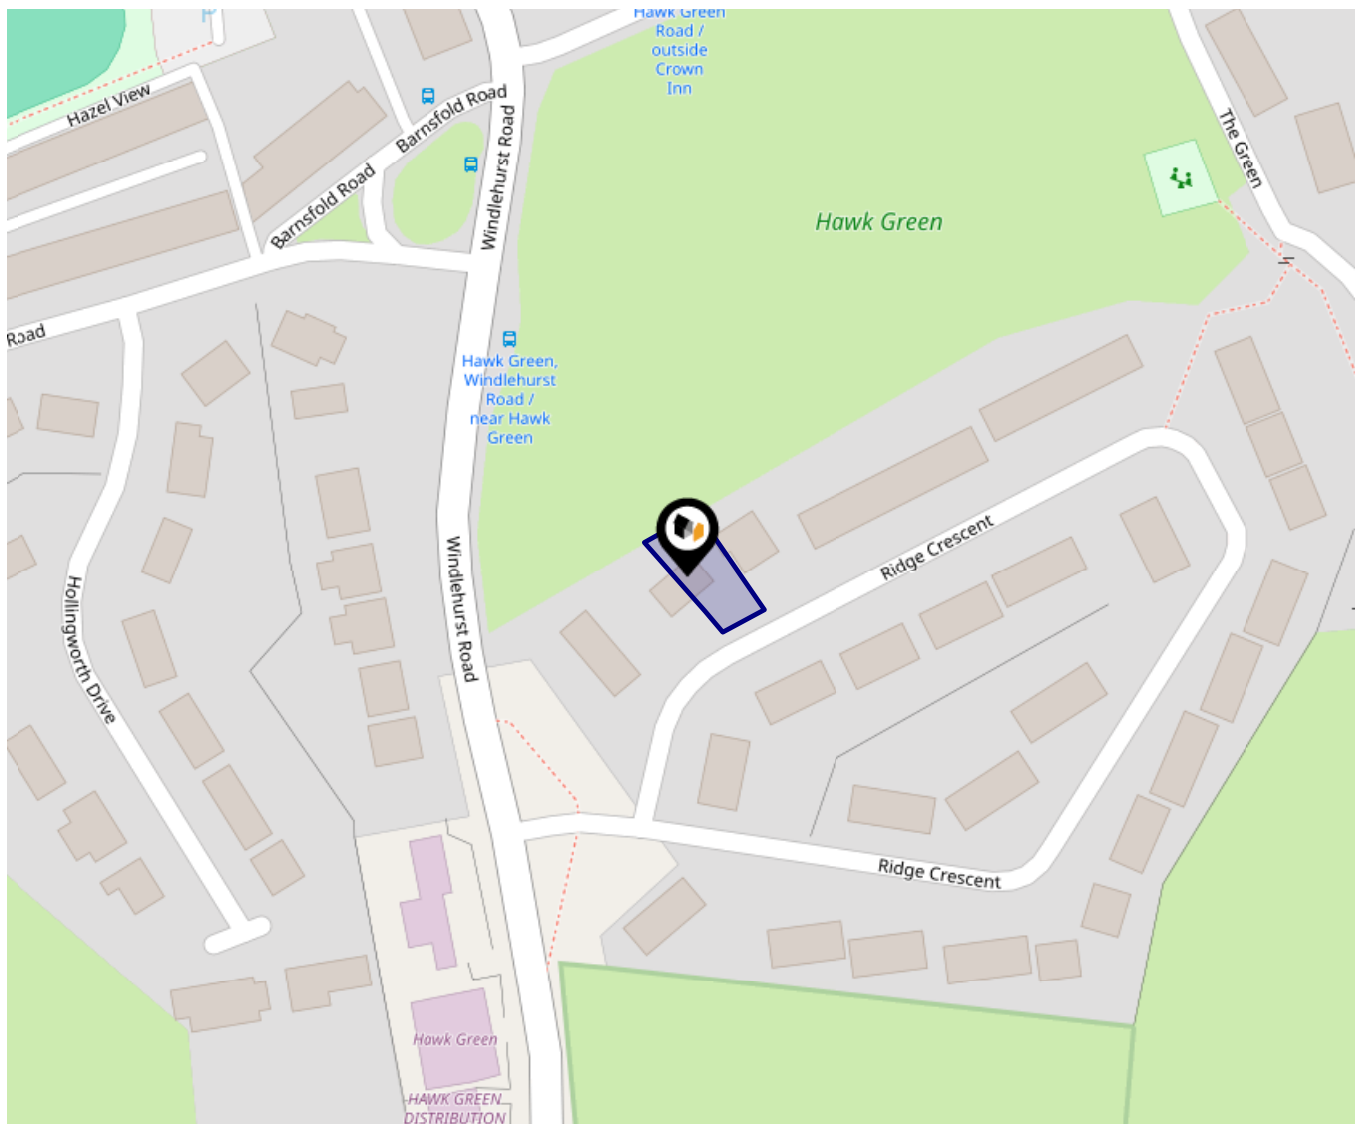 Hawk Green
Road /
outside
Crown
Inn
Hazel View
Barnsfold Road
Windlehurst Road
The Green
Barnsfold Road
Hawk Green
Road
Hawk Green,
Windlehurst
Road /
near Hawk
Green
Ridge Crescent
Windlehurst Road
Hollingworth Drive
Ridge Crescent
Hawk Green
HAWK GREEN
DISTRIBUTION